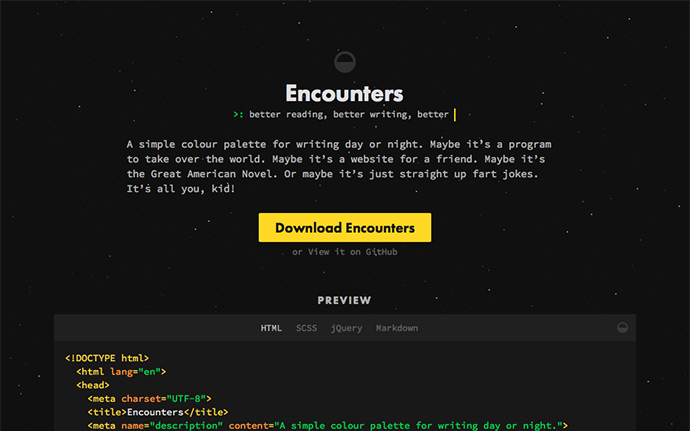 Encounters
>: better reading, better writing, better
A simple colour palette for writing day or night. Maybe it’s a program
to take over the world. Maybe it’s a website for a friend. Maybe it’s
the Great American Novel. Or maybe it’s just straight up fart jokes.
It’s all you, kid!
Download Encounters
or View it on GitHub
PREVIEW
HTML SCSS jQuery Markdown
<!DOCTYPE html>
<html lang="en">
<head>
<meta charset="UTF-8">
<title>Encounters</title>
<meta name="description" content="A simple colour palette for writing day or night.">